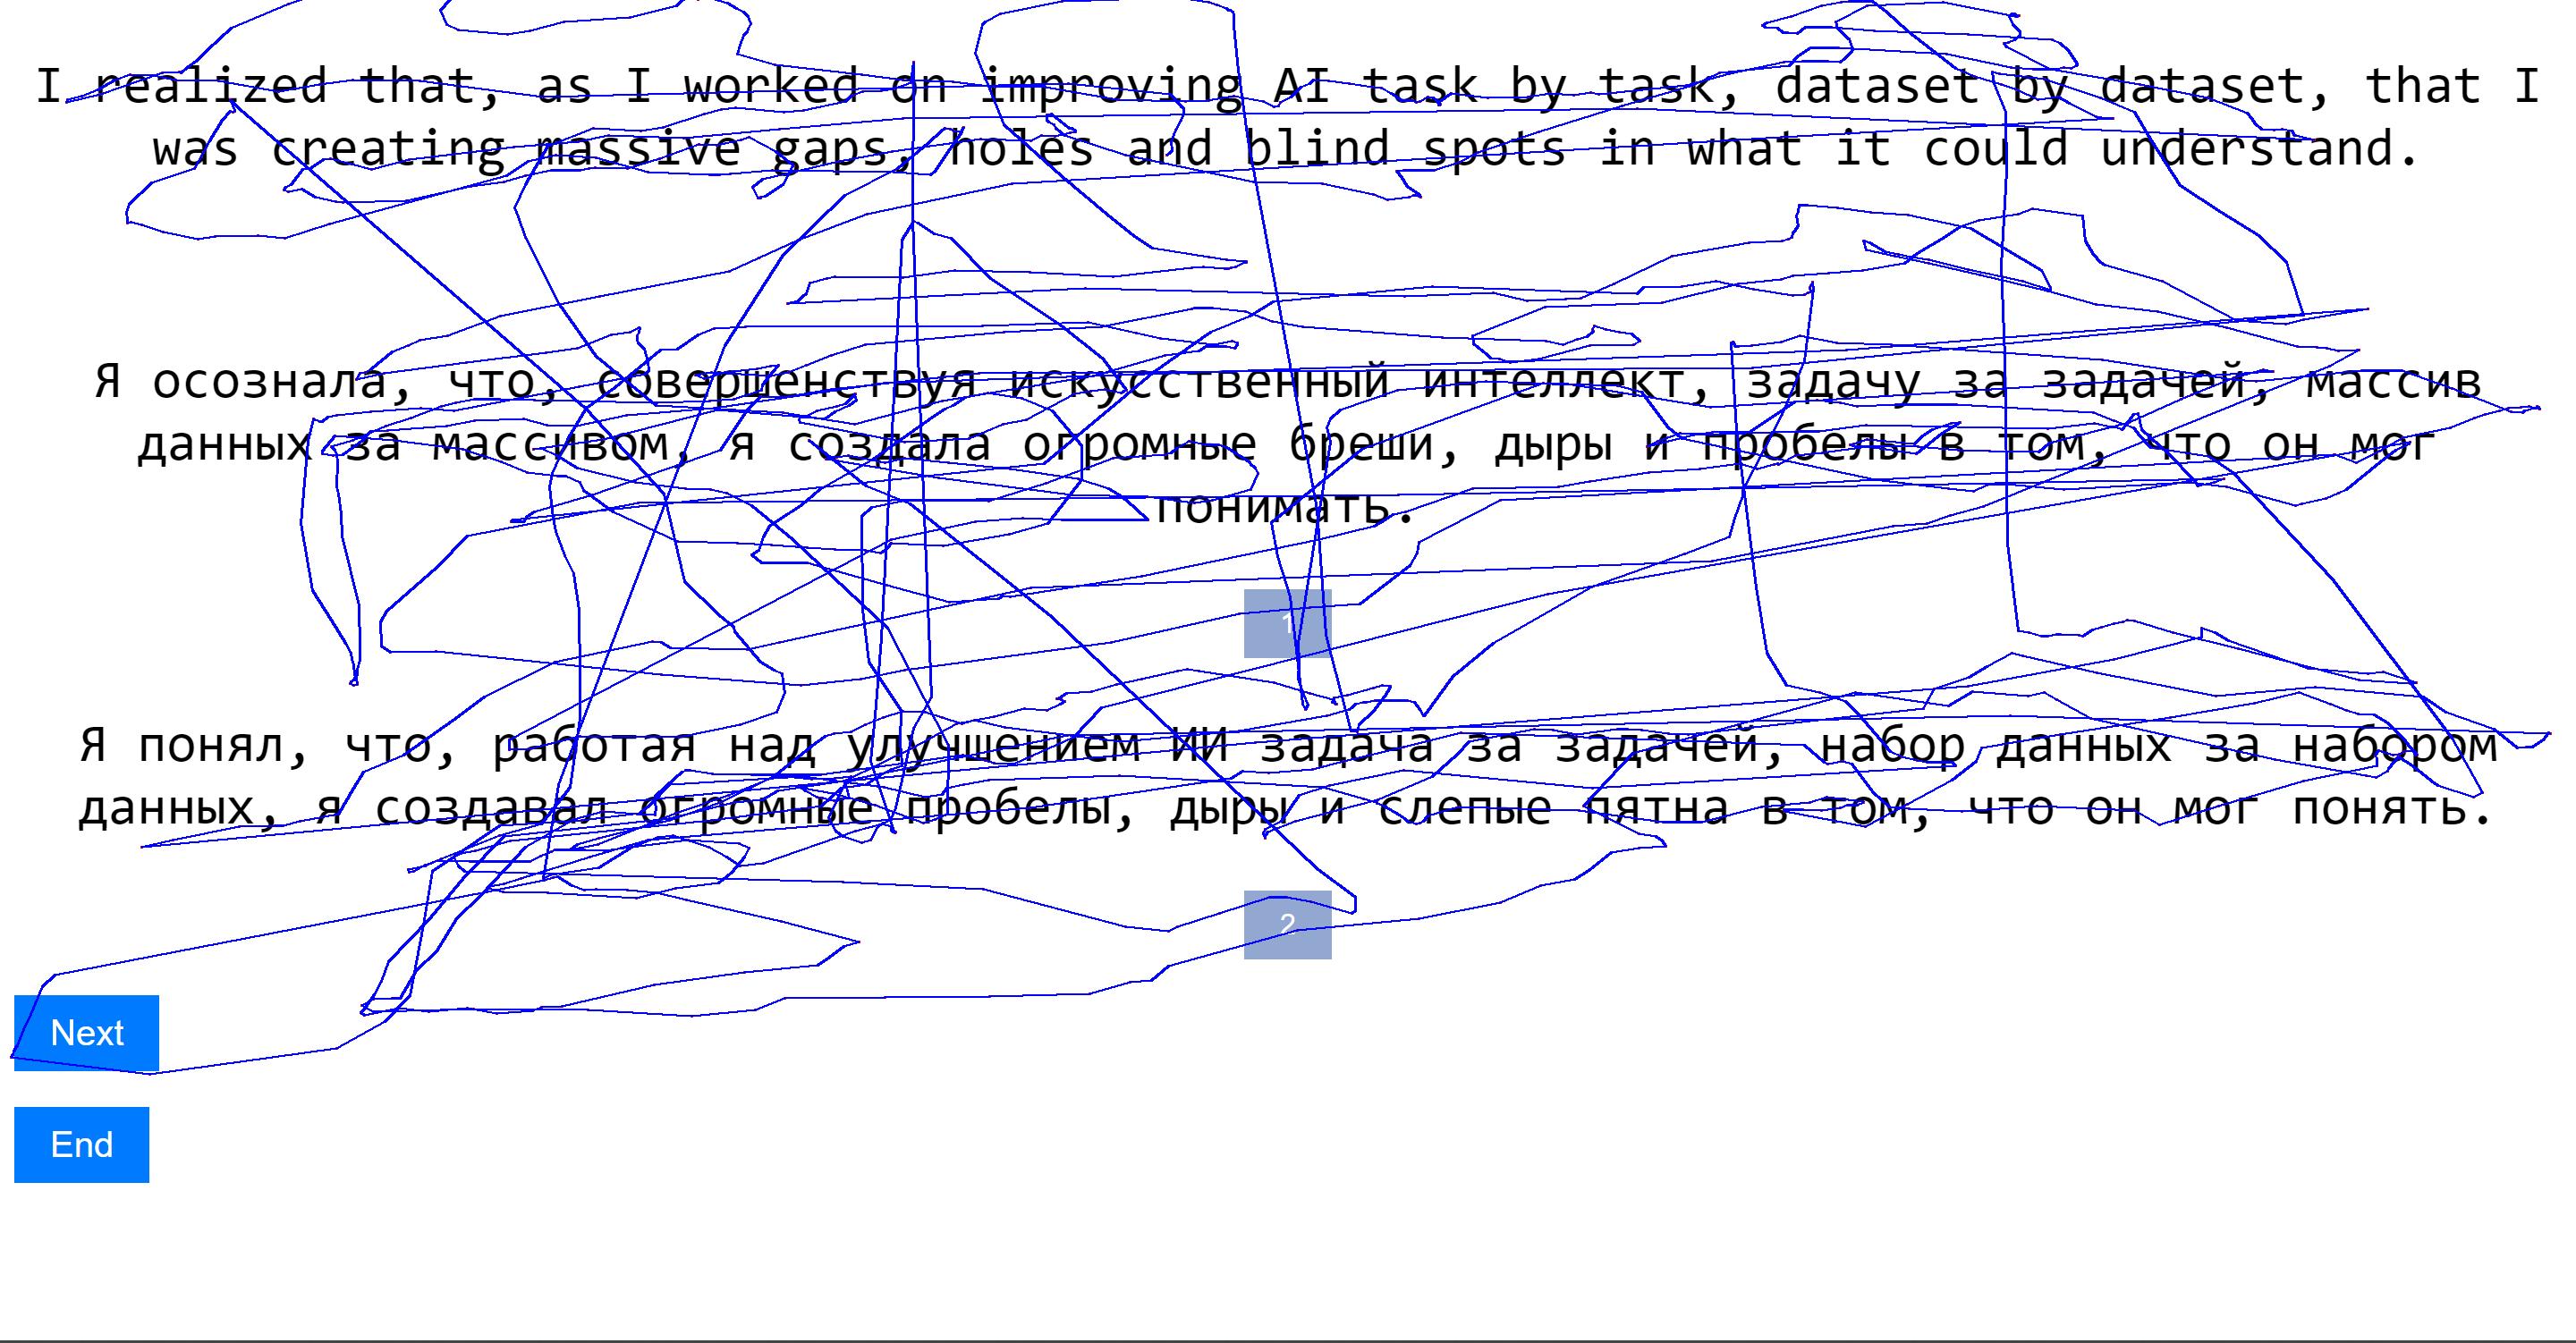 I realized that, as I worked on improving AI task by task, dataset by dataset, that I
was creating massive gaps, holes and blind spots in what it could understand.
Я осознала, что, совершенствуя искусственный интеллект, задачу за задачей, массив
данных за массивом, я создала огромные бреши, дыры и пробелы в том, что он мог
понимать.
1
Я понял, что, работая над улучшением ИИ задача за задачей, набор данных за набором
данных, я создавал огромные пробелы, дыры и слепые пятна в том, что он мог понять.
2
Next
End